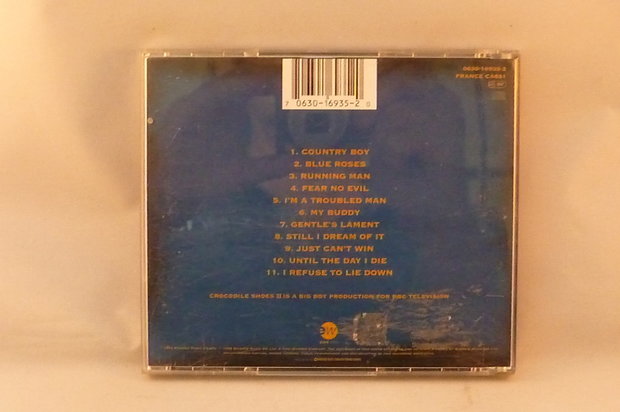 0630-16935-2
FRANCE CA851
7 0630-16935-2 0
1. COUNTRY BOY
2. BLUE ROSES
3. RUNNING MAN
4. FEAR NO EVIL
5. I'M A TROUBLED MAN
6. MY BUDDY
7. GENTLE'S LAMENT
8. STILL I DREAM OF IT
9. JUST CAN'T WIN
10. UNTIL THE DAY I DIE
11. I REFUSE TO LIE DOWN
CROCODILE SHOES II IS A BIG BOY PRODUCTION FOR BBC TELEVISION
ew